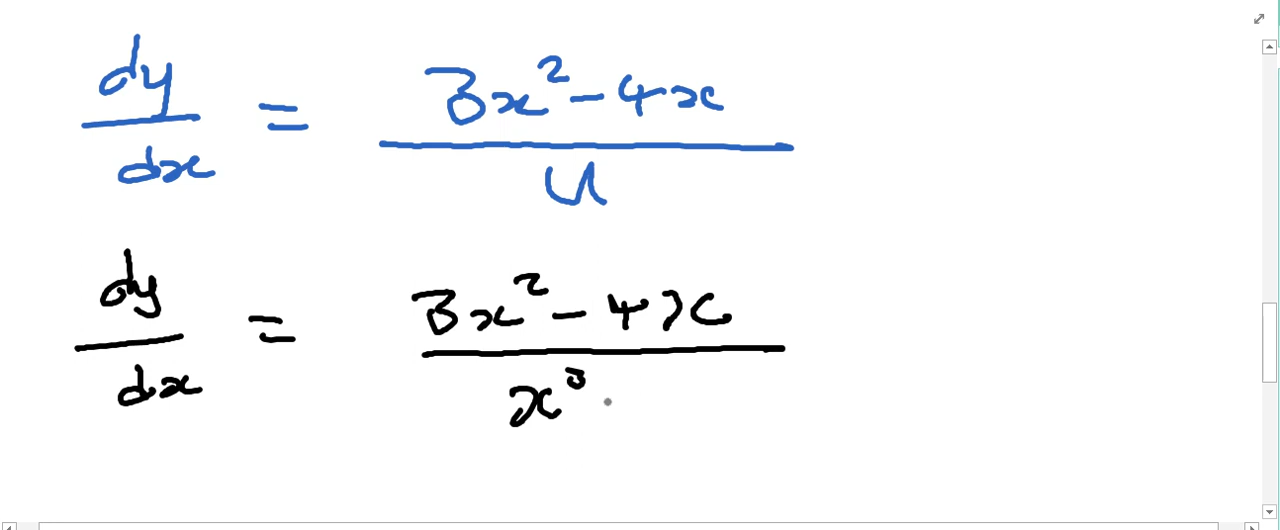 dy/dx = (3x² - 4x)/u
dy/dx = (3x² - 4x)/x³